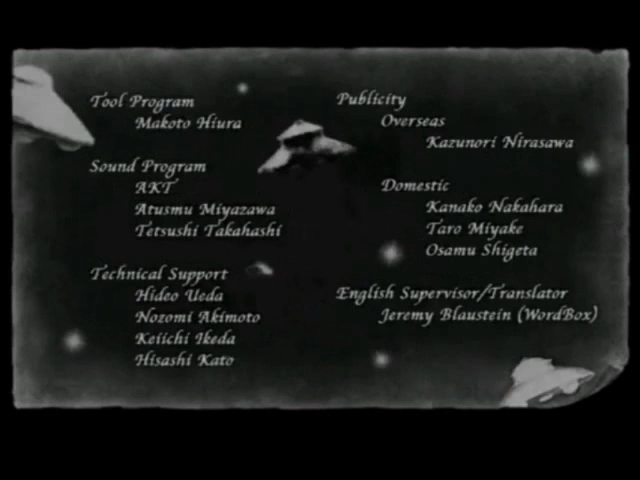 Tool Program
Makoto Hiura
Sound Program
AKT
Atusmu Miyazawa
Tetsushi Takahashi
Technical Support
Hideo Ueda
Nozomi Akimoto
Keiichi Ikeda
Hisashi Kato
Publicity
Overseas
Kazunori Nirasawa
Domestic
Kanako Nakahara
Taro Miyake
Osamu Shigeta
English Supervisor/Translator
Jeremy Blaustein (WordBox)